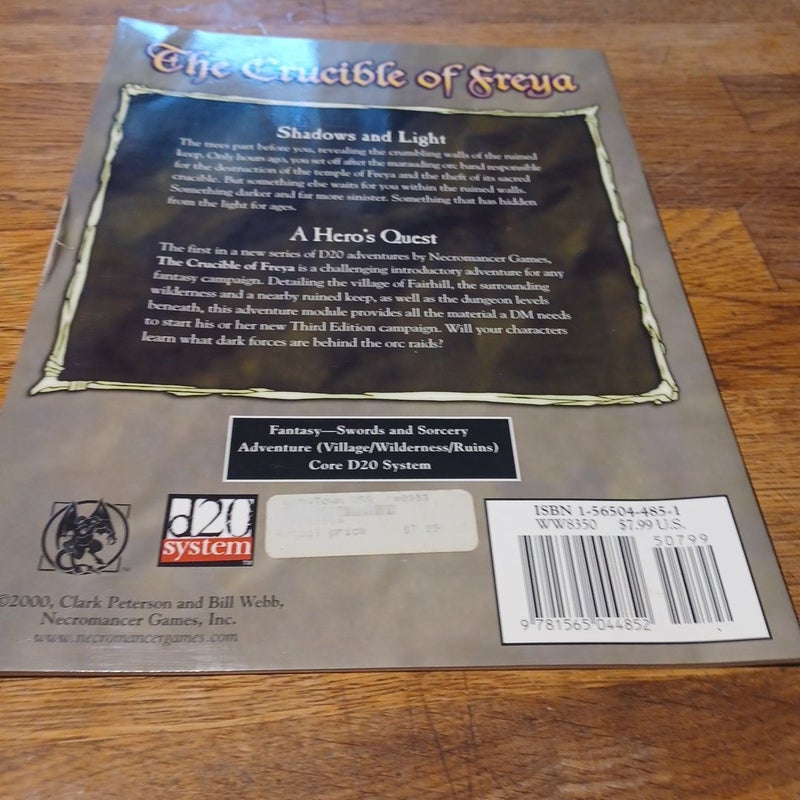 The Crucible of Freya
Shadows and Light
The trees part before you, revealing the crumbling walls of the ruined
keep. Only hours ago, you set off after the marauding orc band responsible
for the destruction of the temple of Freya and the theft of its sacred
crucible. But something else waits for you within the ruined walls.
Something darker and far more sinister. Something that has hidden
from the light for ages.
A Hero's Quest
The first in a new series of D20 adventures by Necromancer Games,
The Crucible of Freya is a challenging introductory adventure for any
fantasy campaign. Detailing the village of Fairhill, the surrounding
wilderness and a nearby ruined keep, as well as the dungeon levels
beneath, this adventure module provides all the material a DM needs
to start his or her new Third Edition campaign. Will your characters
learn what dark forces are behind the orc raids?
Fantasy—Swords and Sorcery
Adventure (Village/Wilderness/Ruins)
Core D20 System
d20
system
TM
price $7.99
ISBN 1-56504-485-1
WW8350 $7.99 U.S.
50799
9 781565 044852
©2000, Clark Peterson and Bill Webb,
Necromancer Games, Inc.
www.necromancergames.com